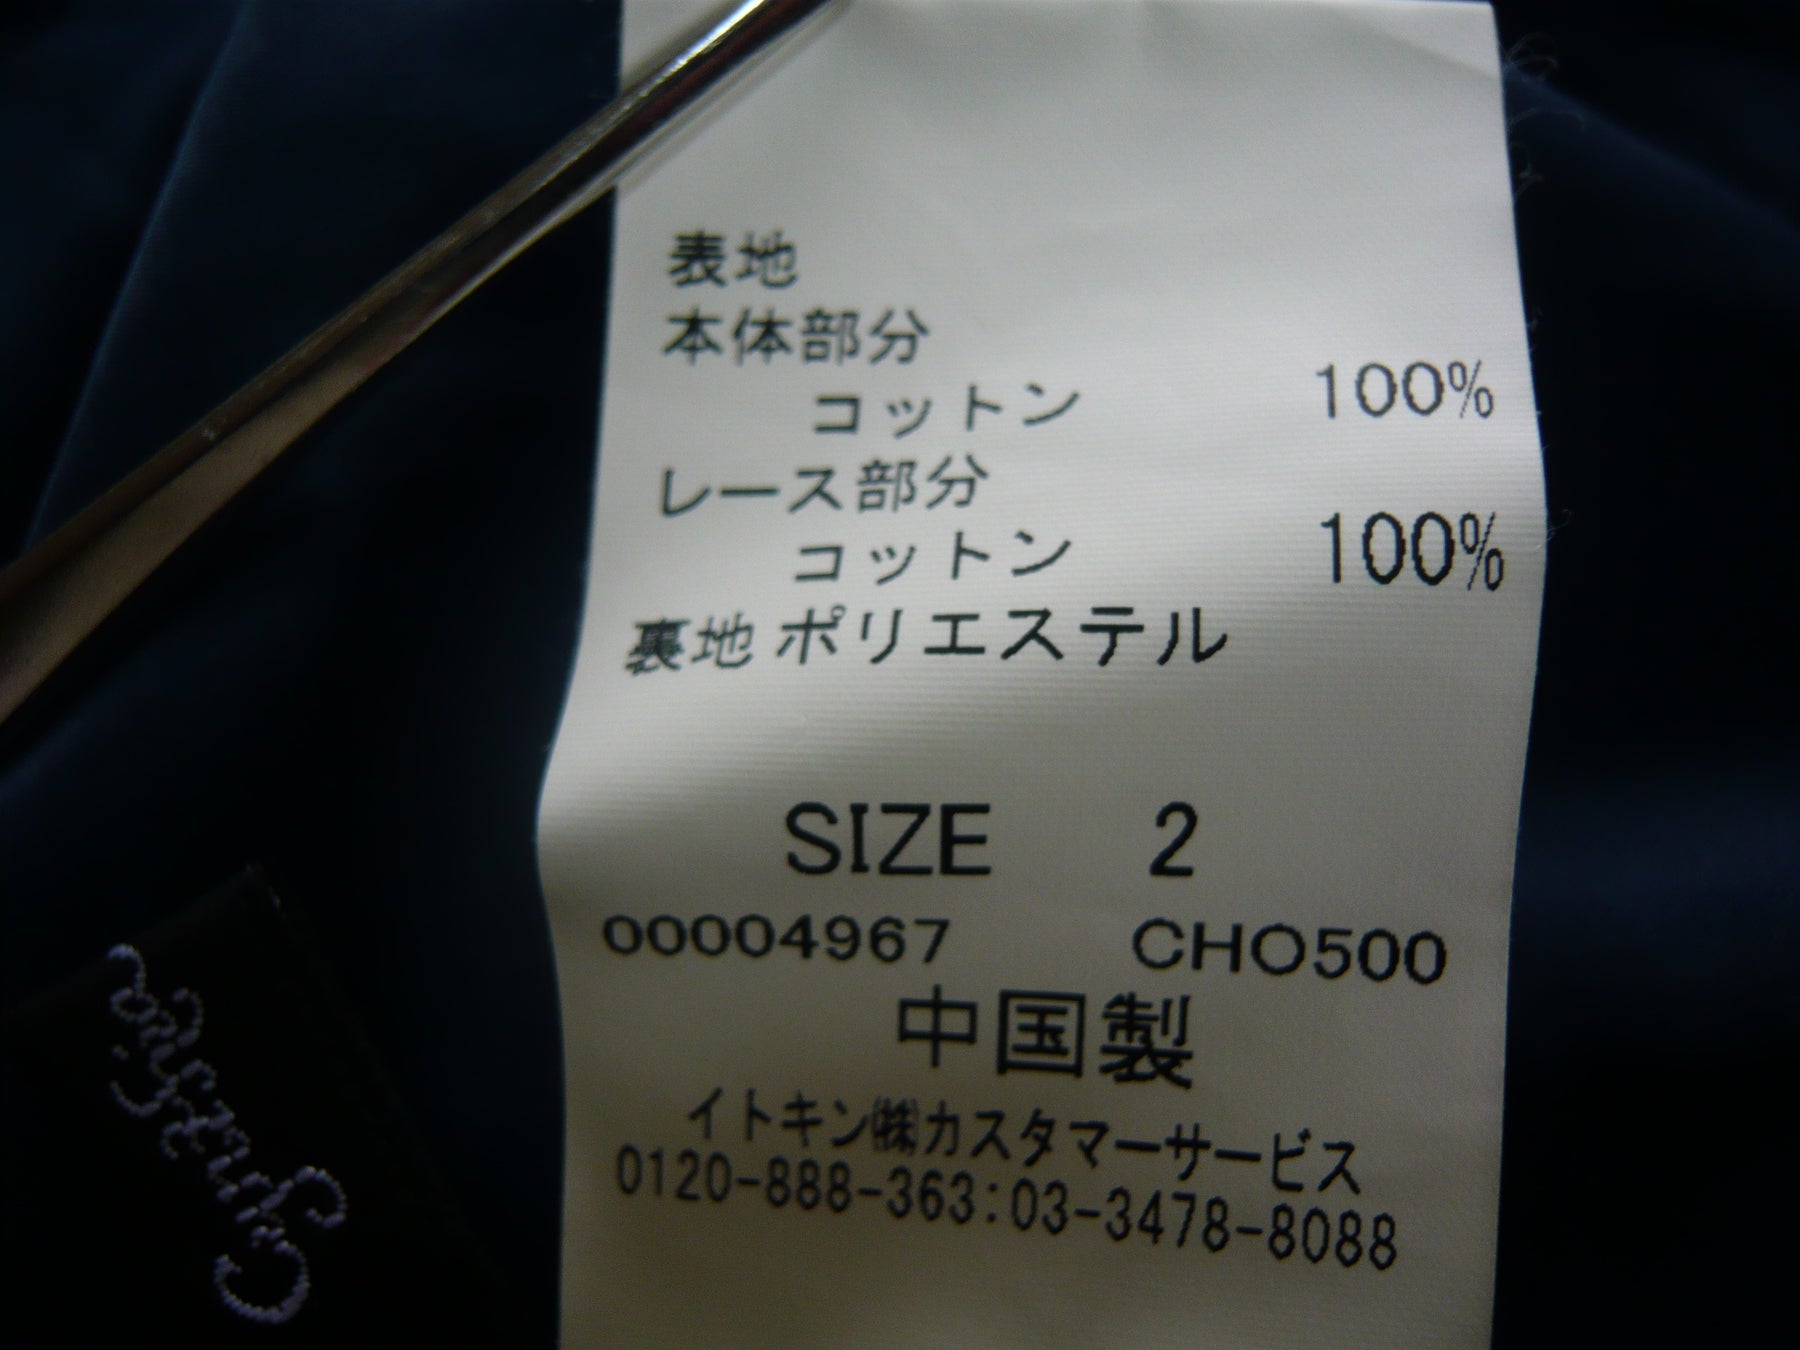 表地
本体部分
コットン 100%
レース部分
コットン 100%
裏地 ポリエステル
SIZE 2
00004967 CHO500
中国製
イトキン㈱カスタマーサービス
0120-888-363:03-3478-8088